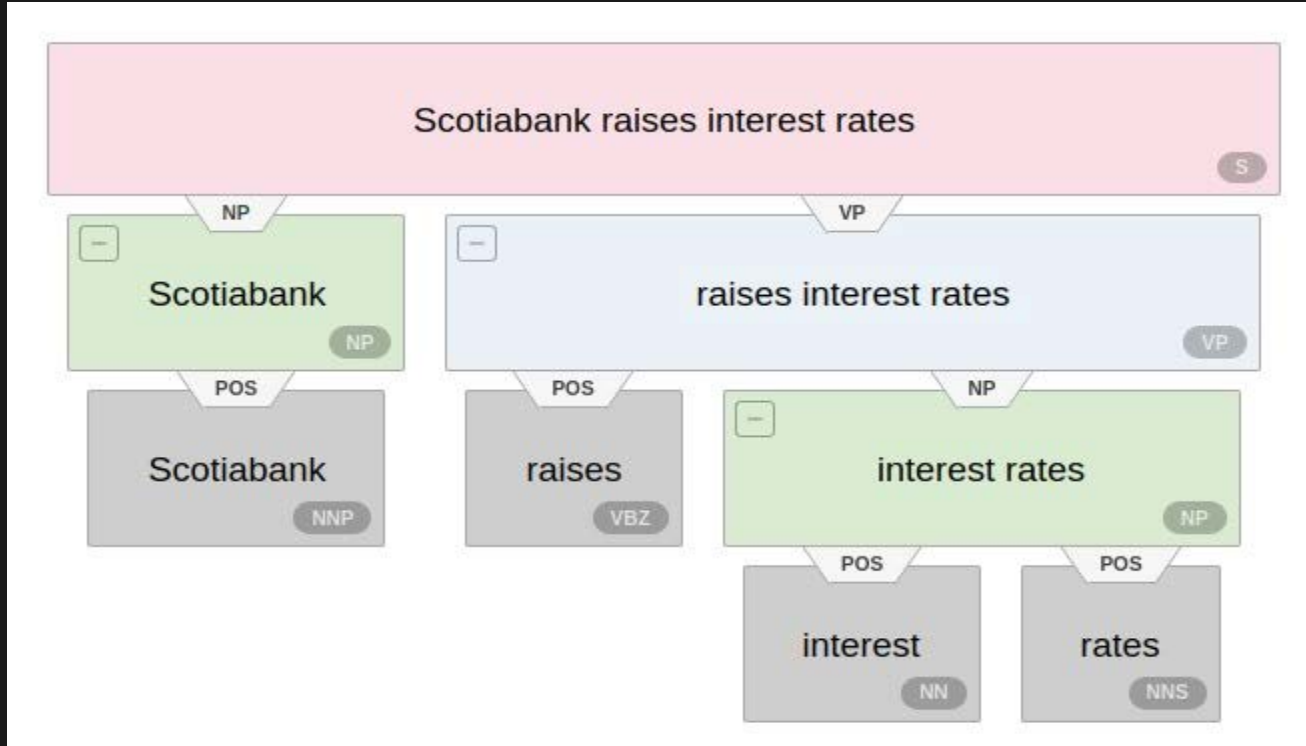 Scotiabank raises interest rates
S
NP
VP
Scotiabank
NP
raises interest rates
VP
POS
POS
NP
Scotiabank
NNP
raises
VBZ
interest rates
NP
POS
POS
interest
NN
rates
NNS